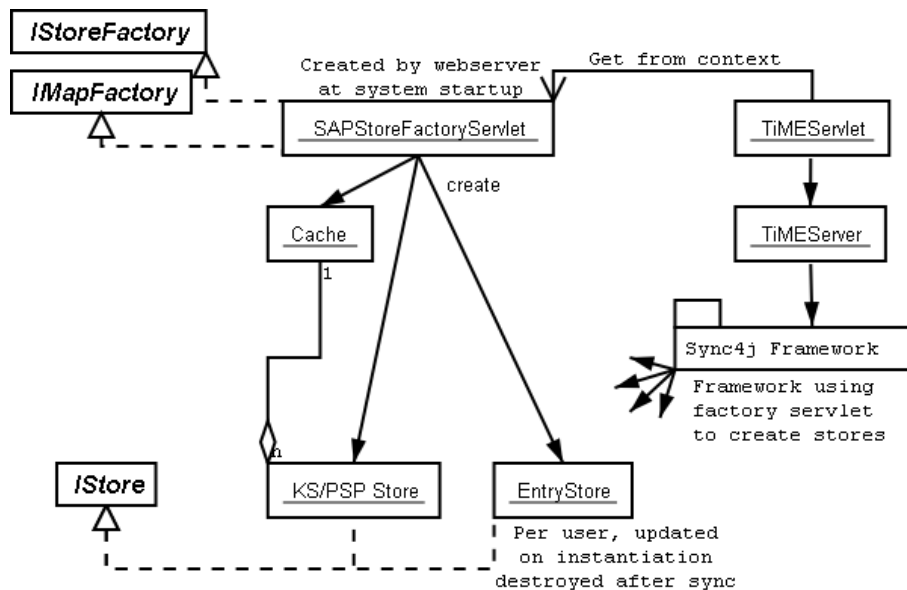 IStoreFactory
IMapFactory
Created by webserver
at system startup
Get from context
SAPStoreFactoryServlet
TiMEServlet
create
Cache
1
TiMEServer
Sync4j Framework
Framework using
factory servlet
to create stores
n
IStore
KS/PSP Store
EntryStore
Per user, updated
on instantiation
destroyed after sync